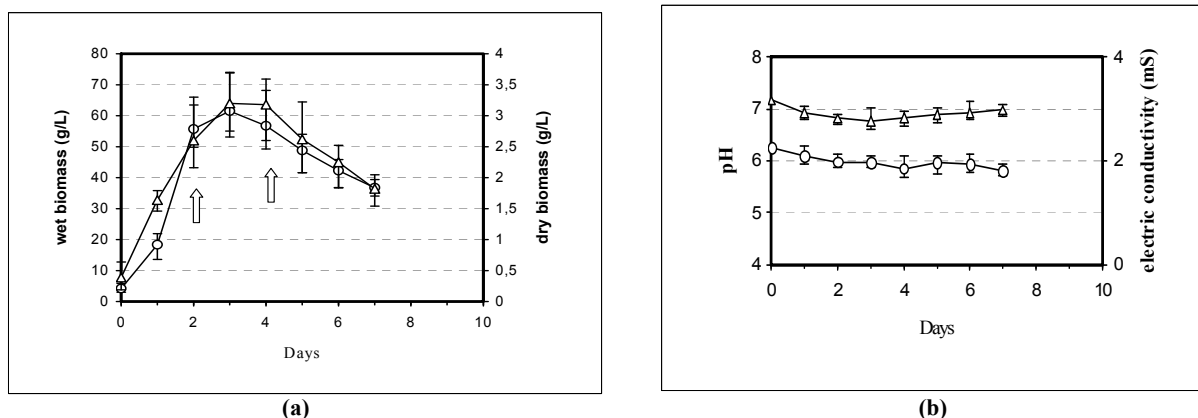 80
70
60
50
40
30
20
10
0
wet biomass (g/L)
4
3,5
3
2,5
2
1,5
1
0,5
0
dry biomass (g/L)
0 2 4 6 8 10
Days
(a)
8
7
6
5
4
pH
4
2
0
electric conductivity (mS)
0 2 4 6 8 10
Days
(b)